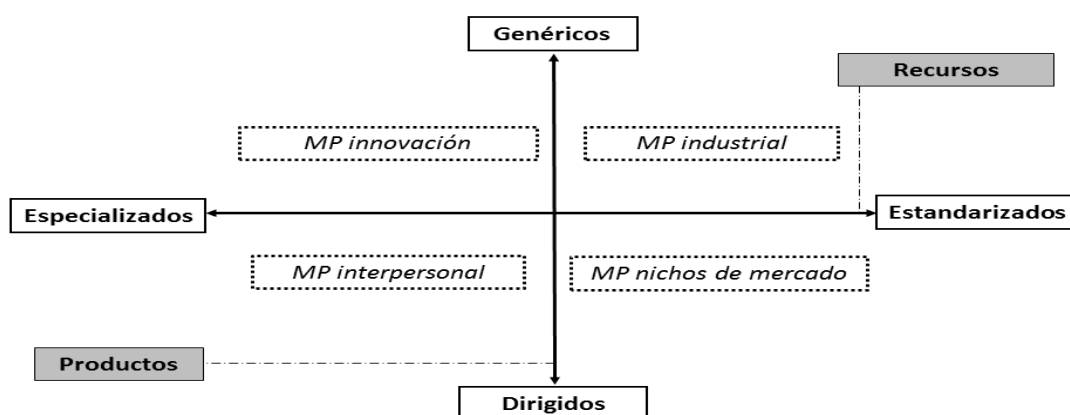 Genéricos
Recursos
MP innovación
MP industrial
Especializados
Estandarizados
MP interpersonal
MP nichos de mercado
Productos
Dirigidos